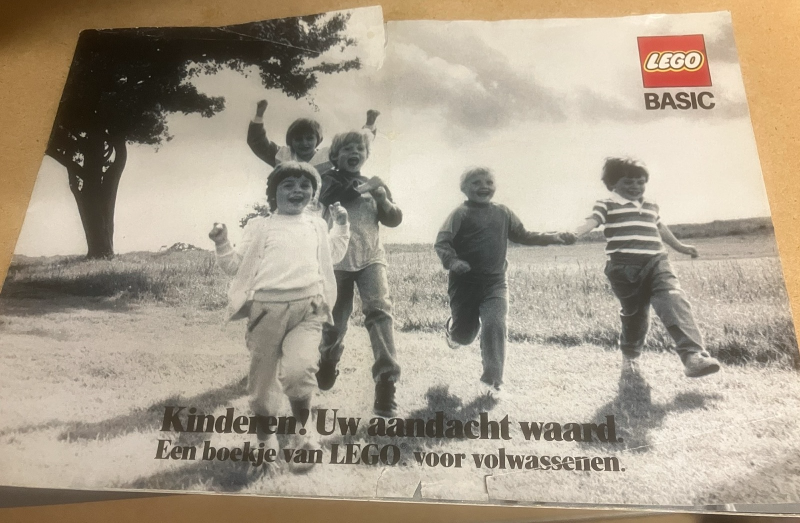 LEGO
BASIC
Kinderen! Uw aandacht waard.
Een boekje van LEGO® voor volwassenen.